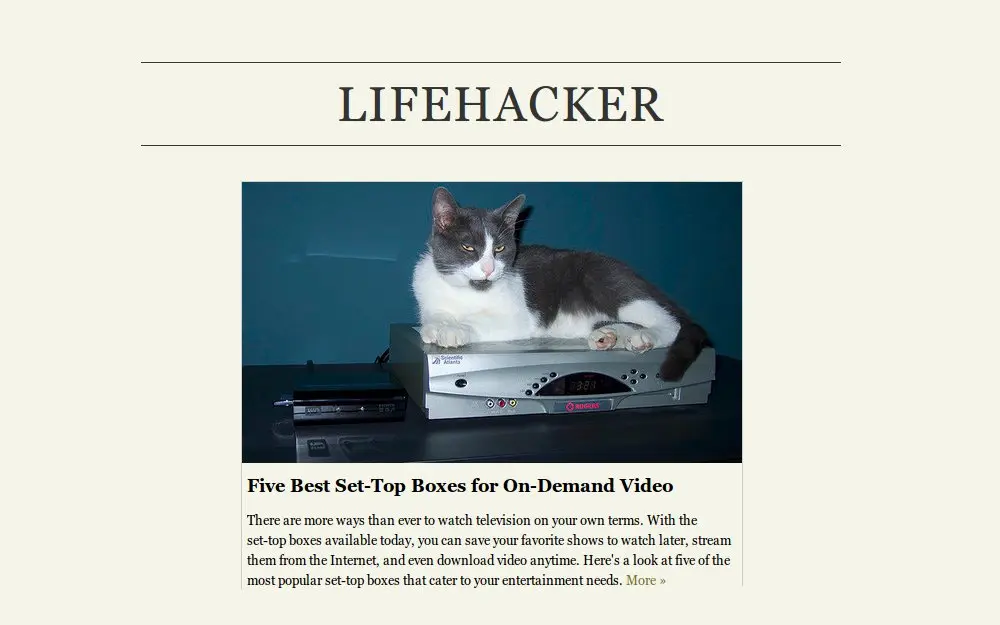 LIFEHACKER
Scientific
Atlanta
ROGERS
Five Best Set-Top Boxes for On-Demand Video
There are more ways than ever to watch television on your own terms. With the
set-top boxes available today, you can save your favorite shows to watch later, stream
them from the Internet, and even download video anytime. Here's a look at five of the
most popular set-top boxes that cater to your entertainment needs. More »